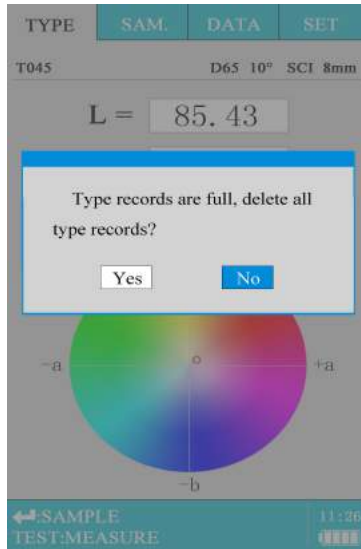 TYPE SAM. DATA SET
T045 D65 10° SCI 8mm
L = 85.43
Type records are full, delete all
type records?
Yes No
-a o +a
-b
↵:SAMPLE 11:26
TEST:MEASURE